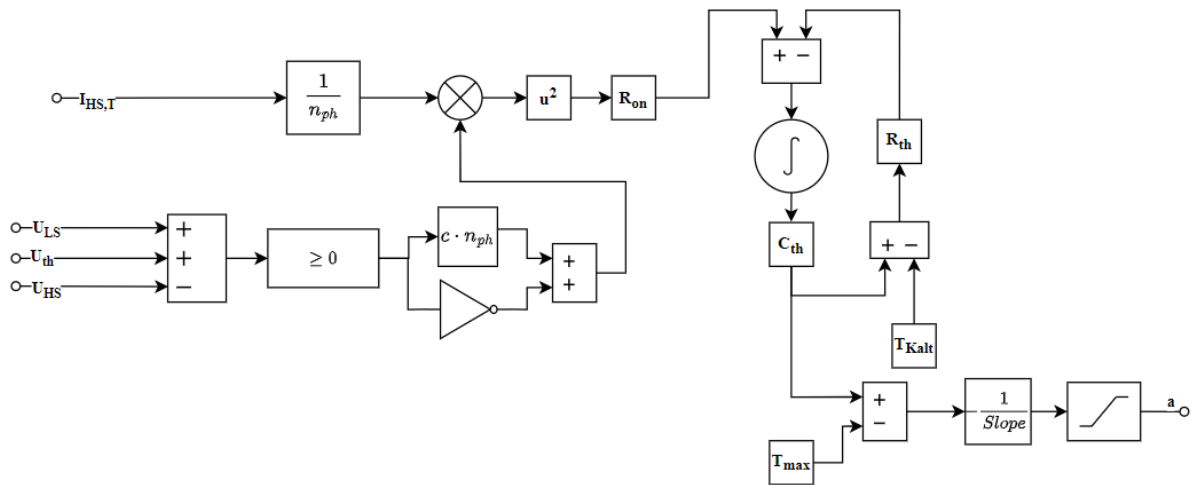 I_HS,T
1
n_ph
u²
R_on
+ −
∫
R_th
C_th
+ −
T_Kalt
U_LS
U_th
U_HS
+
+
−
≥ 0
c · n_ph
+
+
+
−
T_max
− 1
Slope
a